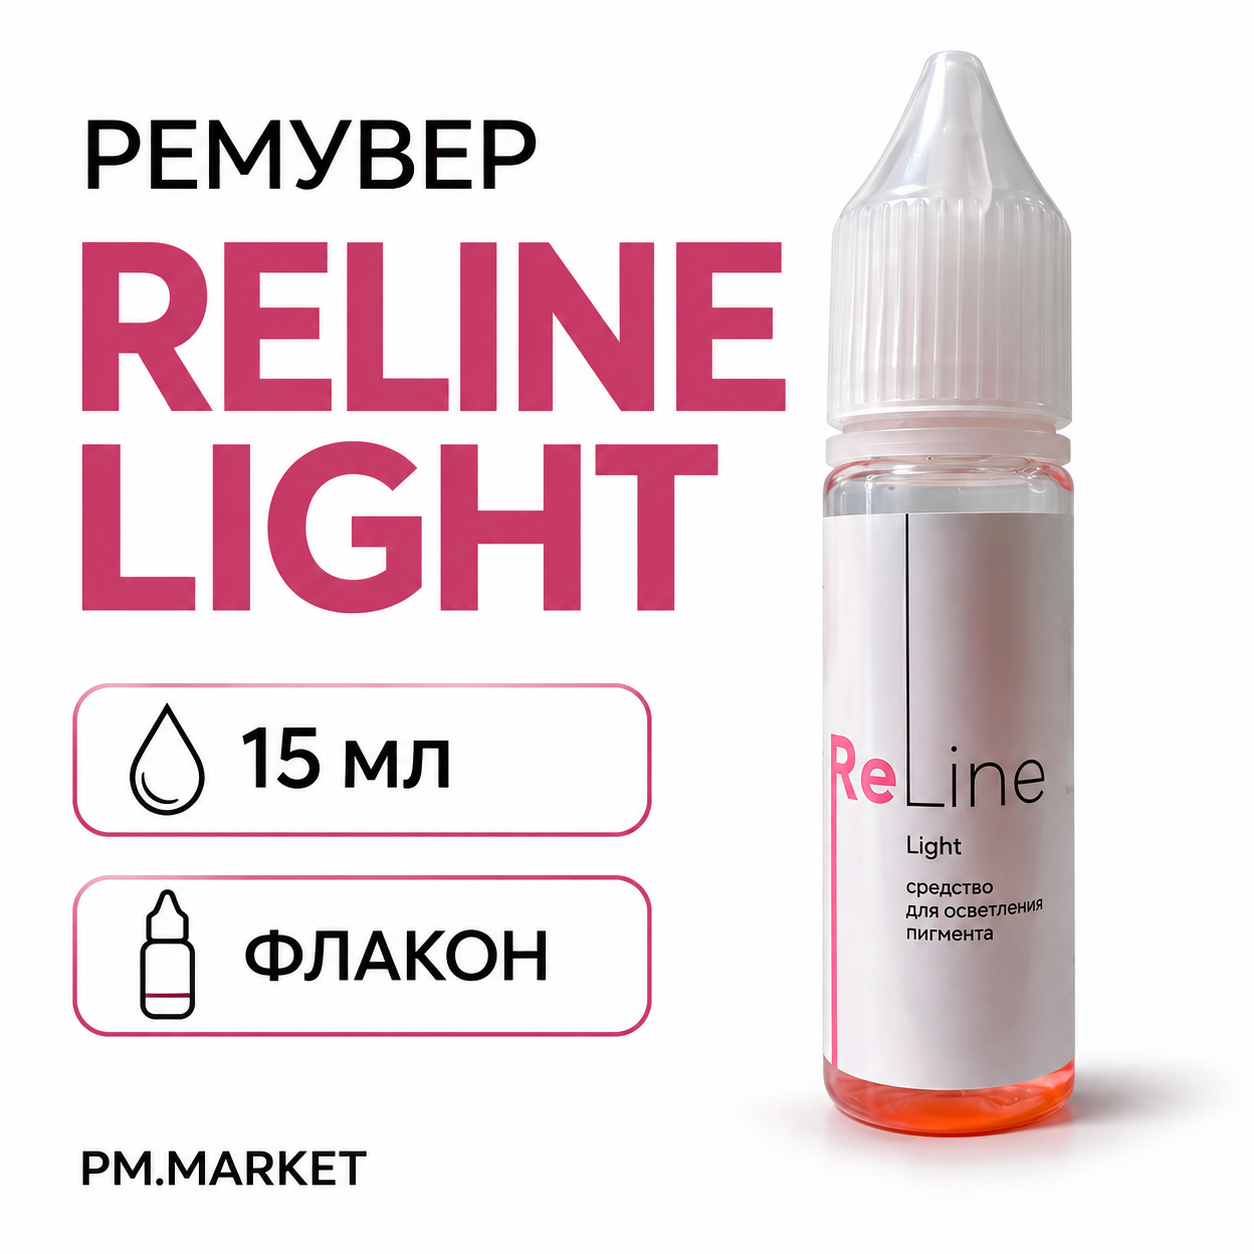 РЕМУВЕР
RELINE
LIGHT
15 мл
ФЛАКОН
PM.MARKET
ReLine
Light
средство
для осветления
пигмента